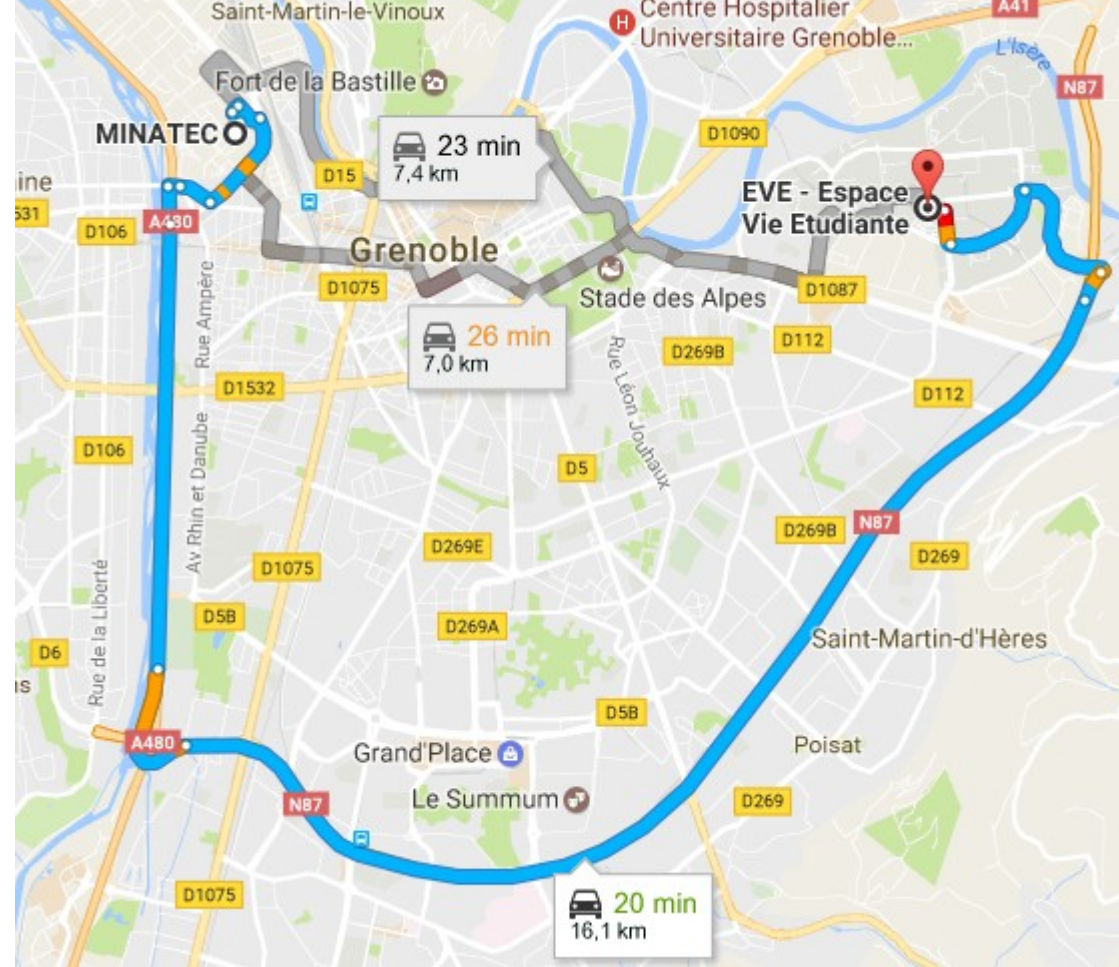 Saint-Martin-le-Vinoux
Centre Hospitalier
Universitaire Grenoble...
H
A41
L'Isère
N87
Fort de la Bastille
MINATEC
23 min
7,4 km
D1090
D15
ine
531
D106
A480
EVE - Espace
Vie Etudiante
Grenoble
Rue Ampère
D1075
Stade des Alpes
D1087
26 min
7,0 km
D112
D269B
Rue Léon Jouhaux
D1532
D112
D106
Av Rhin et Danube
D5
N87
D269B
D269E
D269
D1075
Rue de la Liberté
D5B
D269A
Saint-Martin-d'Hères
D6
ns
D5B
A480
Grand'Place
Poisat
N87
Le Summum
D269
D1075
20 min
16,1 km